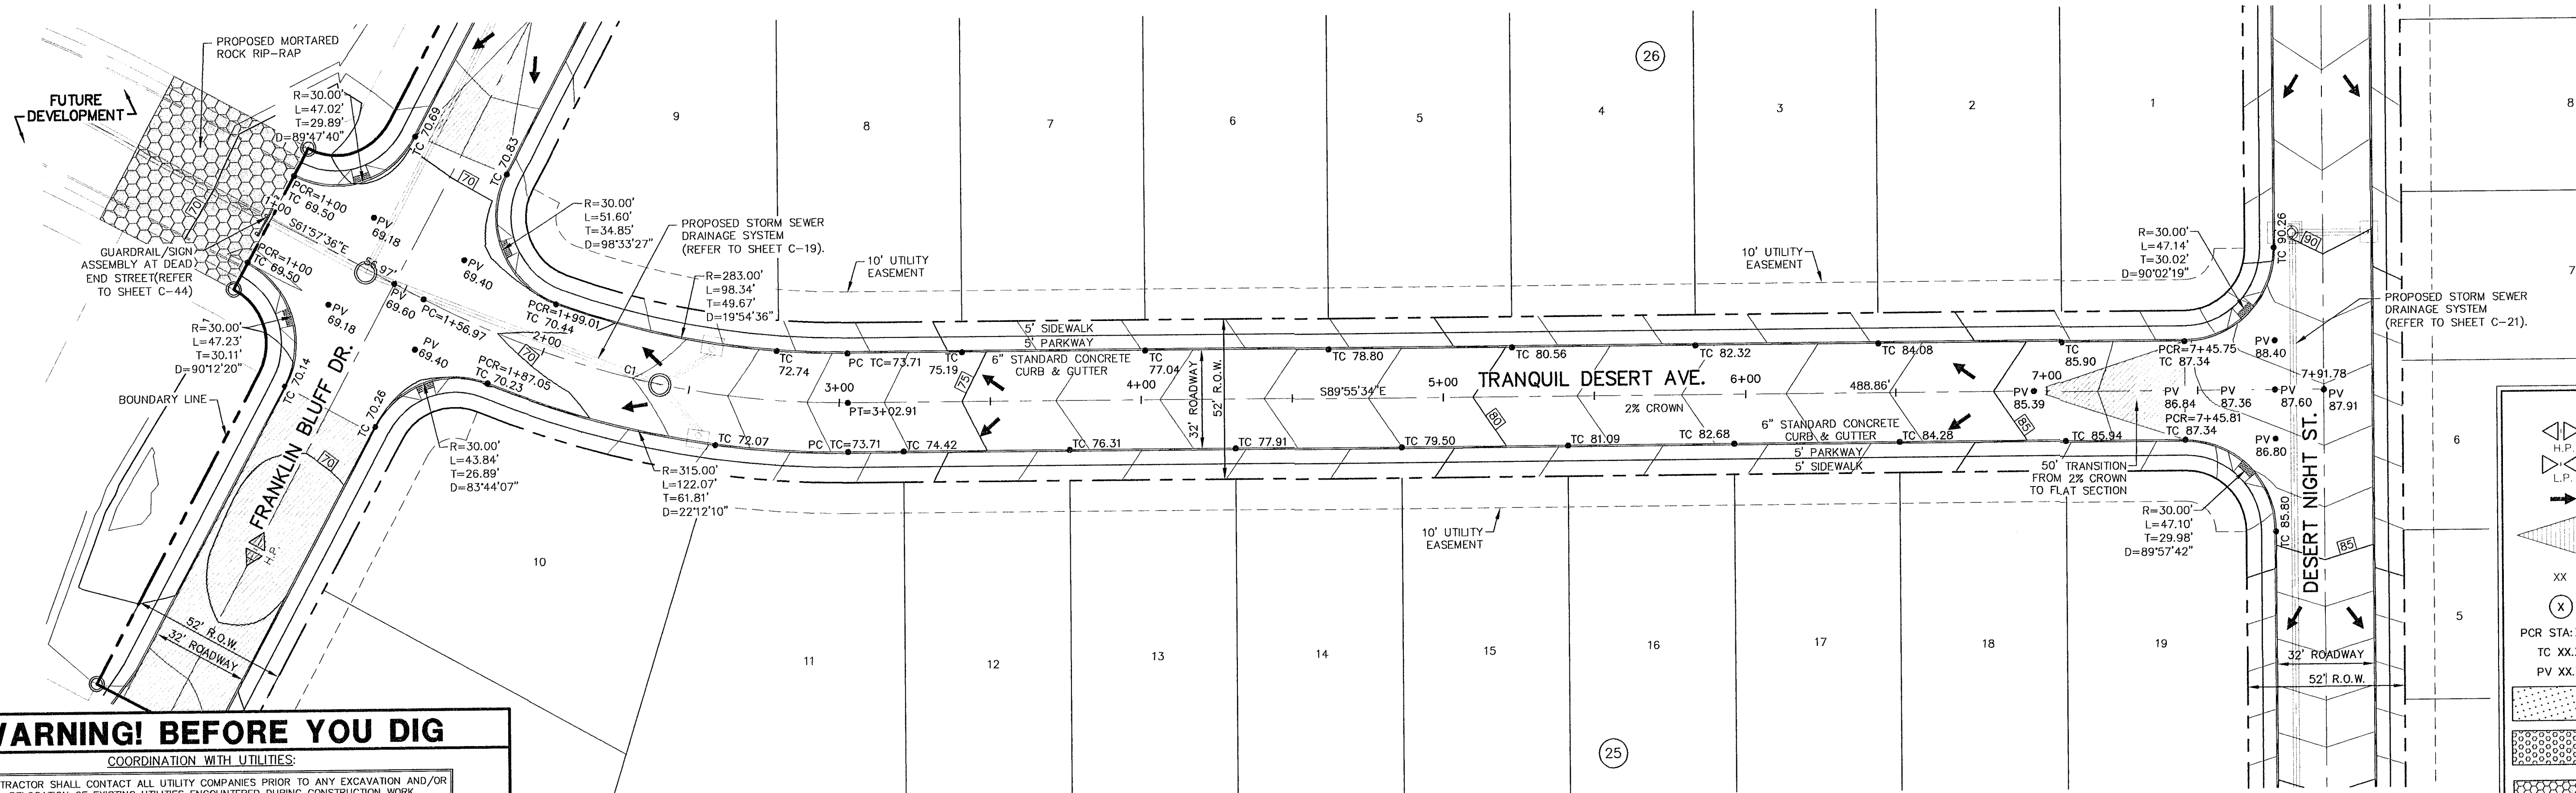 PROPOSED MORTARED
ROCK RIP-RAP
FUTURE
DEVELOPMENT
R=30.00'
L=47.02'
T=29.89'
D=89°47'40"
TC 70.69
TC 70.83
70
70
PCR=1+00
TC 69.50
1+00
S61°57'36"E
56.97'
PV
69.18
PCR=1+00
TC 69.50
GUARDRAIL/SIGN
ASSEMBLY AT DEAD
END STREET(REFER
TO SHEET C-44)
PV
69.40
PV
69.60
PC=1+56.97
PV
69.18
PV
69.40
R=30.00'
L=47.23'
T=30.11'
D=90°12'20"
BOUNDARY LINE
TC 70.14
TC 70.26
FRANKLIN BLUFF DR.
70
H.P.
52' R.O.W.
32' ROADWAY
R=30.00'
L=51.60'
T=34.85'
D=98°33'27"
PROPOSED STORM SEWER
DRAINAGE SYSTEM
(REFER TO SHEET C-19).
R=283.00'
L=98.34'
T=49.67'
D=19°54'36"
PCR=1+99.01
TC 70.44
2+00
70
PCR=1+87.05
TC 70.23
R=30.00'
L=43.84'
T=26.89'
D=83°44'07"
C1
R=315.00'
L=122.07'
T=61.81'
D=22°12'10"
9
8
7
6
5
4
3
2
1
26
10' UTILITY
EASEMENT
10' UTILITY
EASEMENT
5' SIDEWALK
5' PARKWAY
6" STANDARD CONCRETE
CURB & GUTTER
TC
72.74
PC TC=73.71
TC
75.19
TC
77.04
TC 78.80
TC 80.56
TC 82.32
TC 84.08
TC
85.90
PCR=7+45.75
TC 87.34
3+00
PT=3+02.91
75
4+00
32' ROADWAY
52' R.O.W.
S89°55'34"E
5+00
TRANQUIL DESERT AVE.
2% CROWN
6+00
488.86'
7+00
80
85
PV
85.39
PV
86.84
PV
87.36
PV
87.60
7+91.78
PV
87.91
PV
88.40
PCR=7+45.81
TC 87.34
PV
86.80
TC 72.07
PC TC=73.71
TC 74.42
TC 76.31
TC 77.91
TC 79.50
TC 81.09
TC 82.68
TC 84.28
TC 85.94
6" STANDARD CONCRETE
CURB & GUTTER
5' PARKWAY
5' SIDEWALK
50' TRANSITION
FROM 2% CROWN
TO FLAT SECTION
10' UTILITY
EASEMENT
R=30.00'
L=47.14'
T=30.02'
D=90°02'19"
TC 90.26
90
PROPOSED STORM SEWER
DRAINAGE SYSTEM
(REFER TO SHEET C-21).
R=30.00'
L=47.10'
T=29.98'
D=89°57'42"
TC 85.80
DESERT NIGHT ST.
85
32' ROADWAY
52' R.O.W.
10
11
12
13
14
15
16
17
18
19
25
8
7
6
5
H.P.
L.P.
XX
X
PCR STA:
TC XX.
PV XX.
WARNING! BEFORE YOU DIG
COORDINATION WITH UTILITIES:
TRACTOR SHALL CONTACT ALL UTILITY COMPANIES PRIOR TO ANY EXCAVATION AND/OR